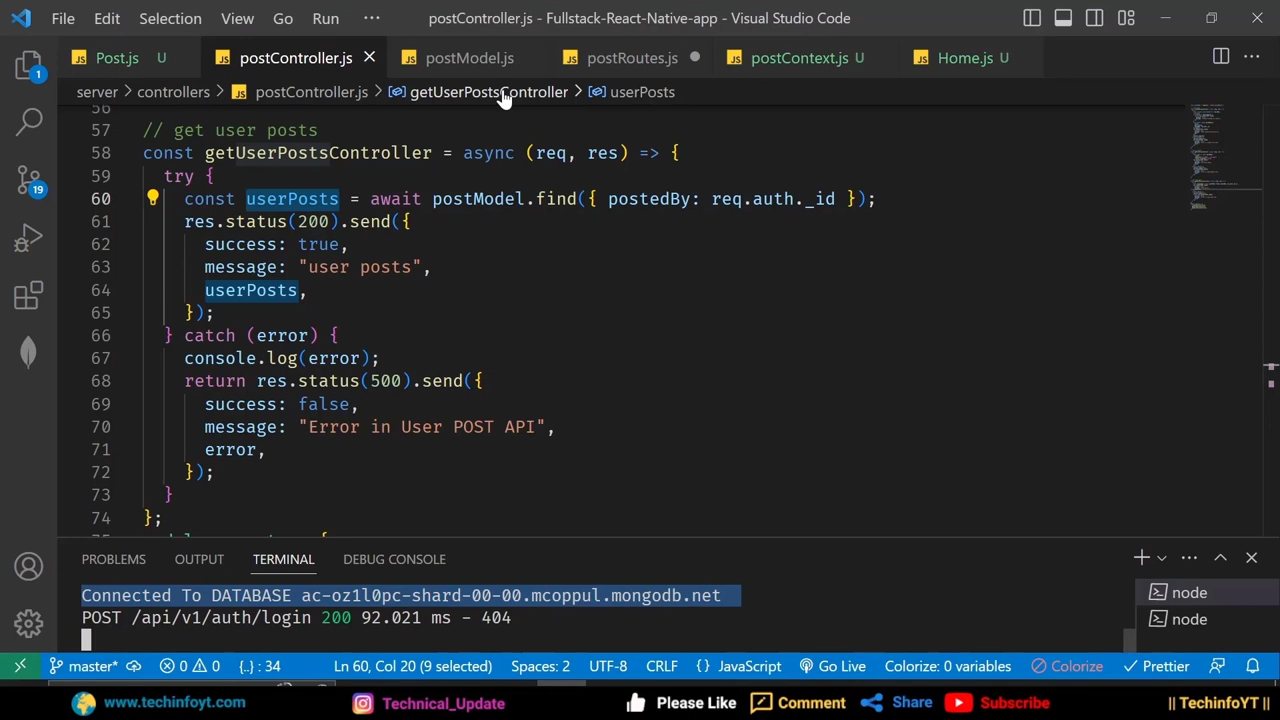 File Edit Selection View Go Run ··· postController.js - Fullstack-React-Native-app - Visual Studio Code
Post.js U postController.js postModel.js postRoutes.js postContext.js U Home.js U
server > controllers > postController.js > getUserPostsController > userPosts
56
57 // get user posts
58 const getUserPostsController = async (req, res) => {
59 try {
60 const userPosts = await postModel.find({ postedBy: req.auth._id });
61 res.status(200).send({
62 success: true,
63 message: "user posts",
64 userPosts,
65 });
66 } catch (error) {
67 console.log(error);
68 return res.status(500).send({
69 success: false,
70 message: "Error in User POST API",
71 error,
72 });
73 }
74 };
1
19
PROBLEMS OUTPUT TERMINAL DEBUG CONSOLE
Connected To DATABASE ac-oz1l0pc-shard-00-00.mcoppul.mongodb.net
POST /api/v1/auth/login 200 92.021 ms - 404
node
node
master* 0 0 {..} : 34 Ln 60, Col 20 (9 selected) Spaces: 2 UTF-8 CRLF {} JavaScript Go Live Colorize: 0 variables Colorize Prettier
www.techinfoyt.com Technical_Update Please Like Comment Share Subscribe || TechinfoYT ||